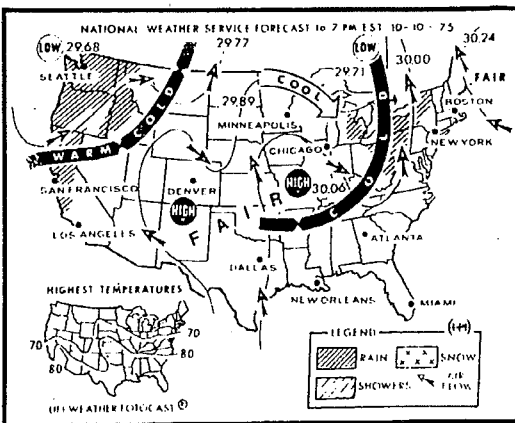 NATIONAL WEATHER SERVICE FORECAST to 7 PM EST 10-10-75
LOW 29.68
29.77
LOW
30.24
SEATTLE
COLD
COOL
29.71
30.00
FAIR
29.89
BOSTON
MINNEAPOLIS
NEW YORK
WARM
CHICAGO
COLD
SAN FRANCISCO
DENVER
HIGH
30.06
HIGH
FAIR
LOS ANGELES
ATLANTA
DALLAS
HIGHEST TEMPERATURES
NEW ORLEANS
MIAMI
70
70
80
80
LEGEND
RAIN
SNOW
SHOWERS
AIR FLOW
UPI WEATHER FOTOCAST ®